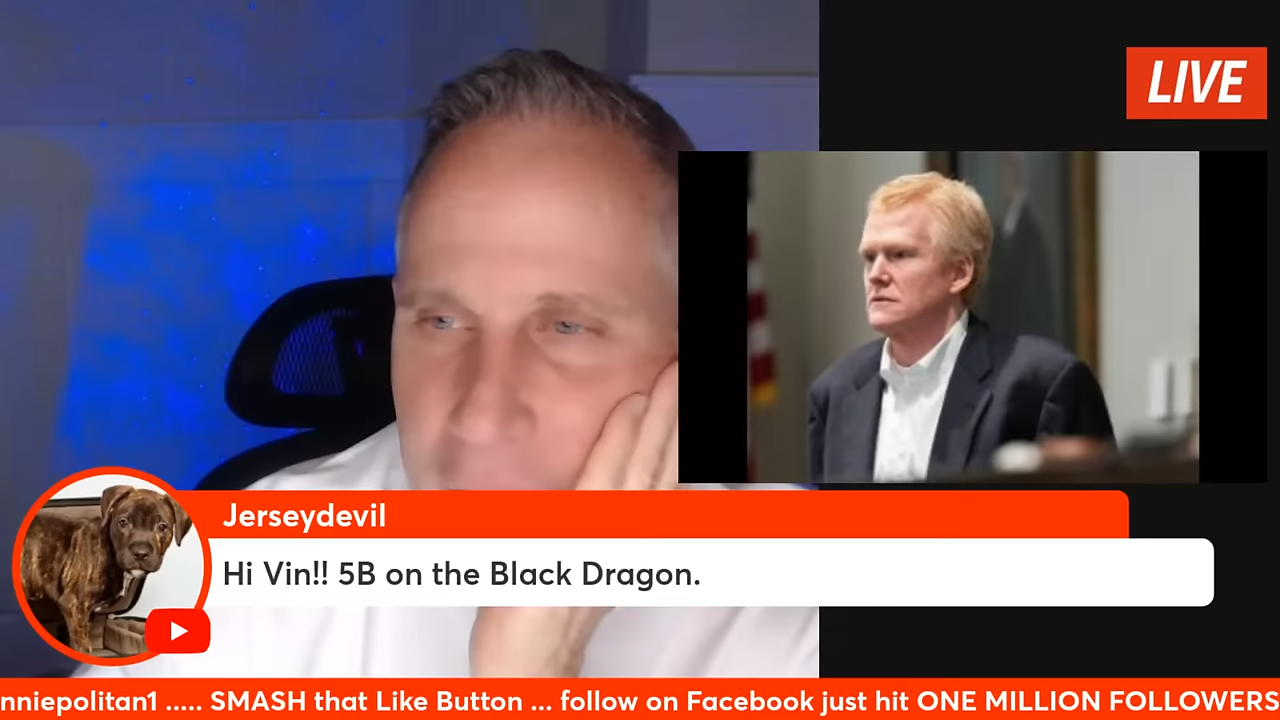 LIVE
Jerseydevil
Hi Vin!! 5B on the Black Dragon.
nniepolitan1 ..... SMASH that Like Button ... follow on Facebook just hit ONE MILLION FOLLOWERS